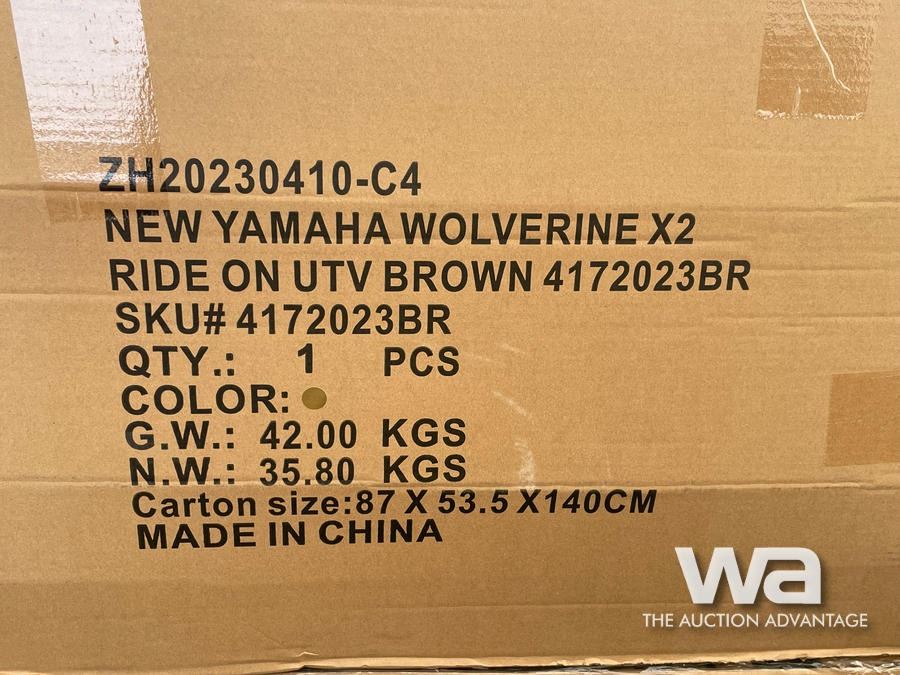 ZH20230410-C4
NEW YAMAHA WOLVERINE X2
RIDE ON UTV BROWN 4172023BR
SKU# 4172023BR
QTY.: 1 PCS
COLOR:
G.W.: 42.00 KGS
N.W.: 35.80 KGS
Carton size:87 X 53.5 X140CM
MADE IN CHINA
wa
THE AUCTION ADVANTAGE